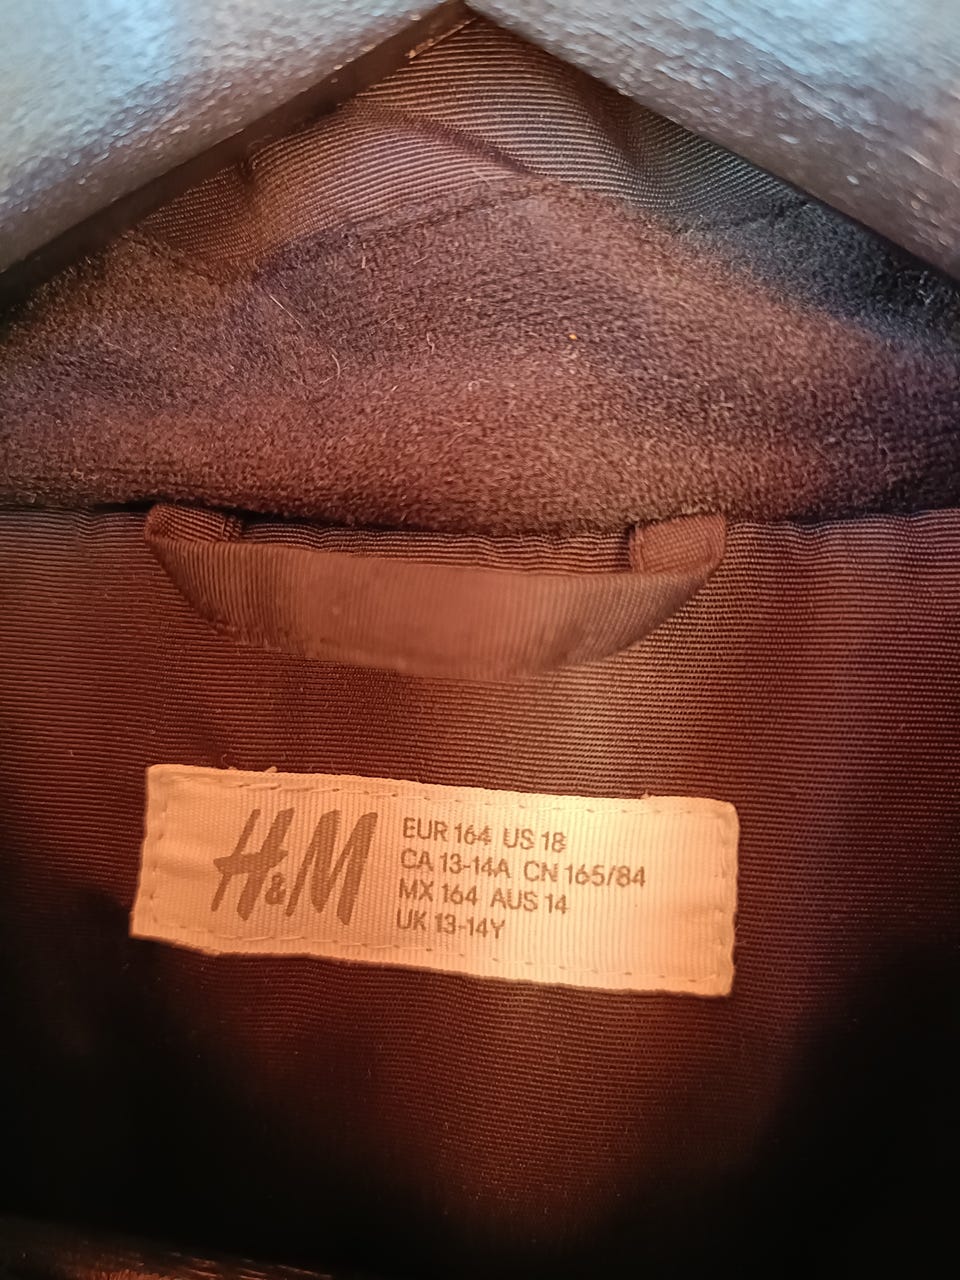 H&M
EUR 164 US 18
CA 13-14A CN 165/84
MX 164 AUS 14
UK 13-14Y